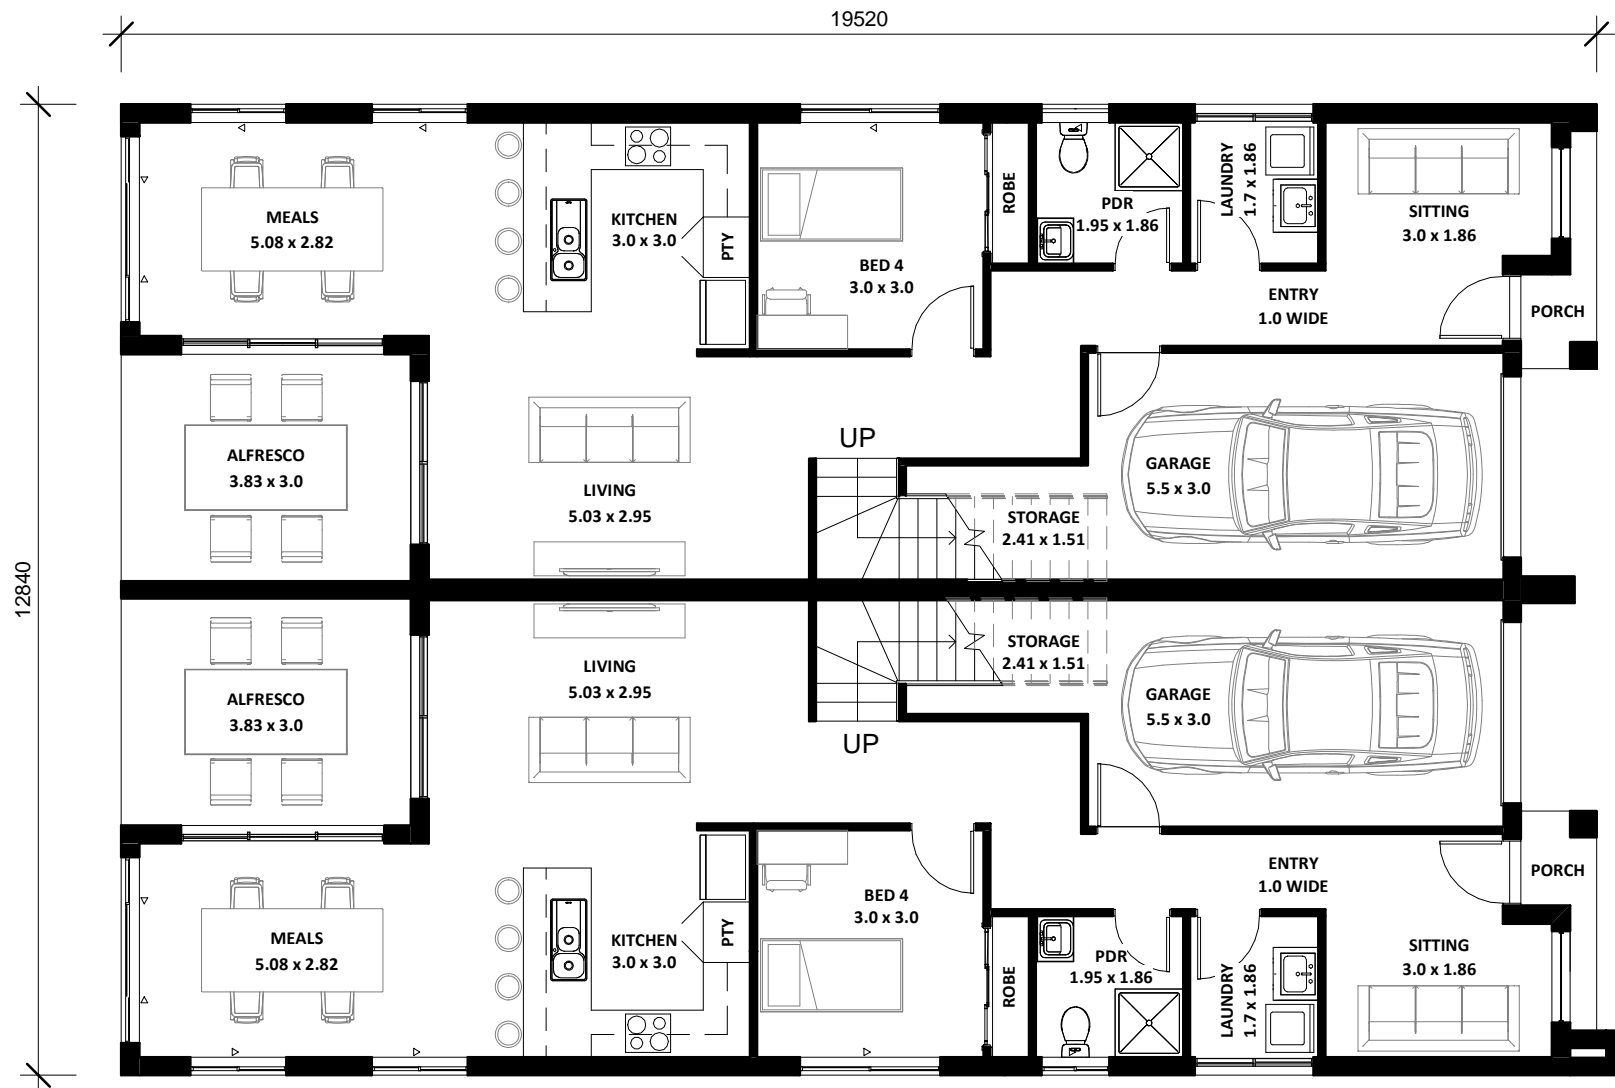 19520
12840
MEALS
5.08 x 2.82
KITCHEN
3.0 x 3.0
PTY
BED 4
3.0 x 3.0
ROBE
PDR
1.95 x 1.86
LAUNDRY
1.7 x 1.86
SITTING
3.0 x 1.86
ENTRY
1.0 WIDE
PORCH
ALFRESCO
3.83 x 3.0
LIVING
5.03 x 2.95
UP
STORAGE
2.41 x 1.51
GARAGE
5.5 x 3.0
ALFRESCO
3.83 x 3.0
LIVING
5.03 x 2.95
UP
STORAGE
2.41 x 1.51
GARAGE
5.5 x 3.0
MEALS
5.08 x 2.82
KITCHEN
3.0 x 3.0
PTY
BED 4
3.0 x 3.0
ROBE
PDR
1.95 x 1.86
LAUNDRY
1.7 x 1.86
ENTRY
1.0 WIDE
PORCH
SITTING
3.0 x 1.86